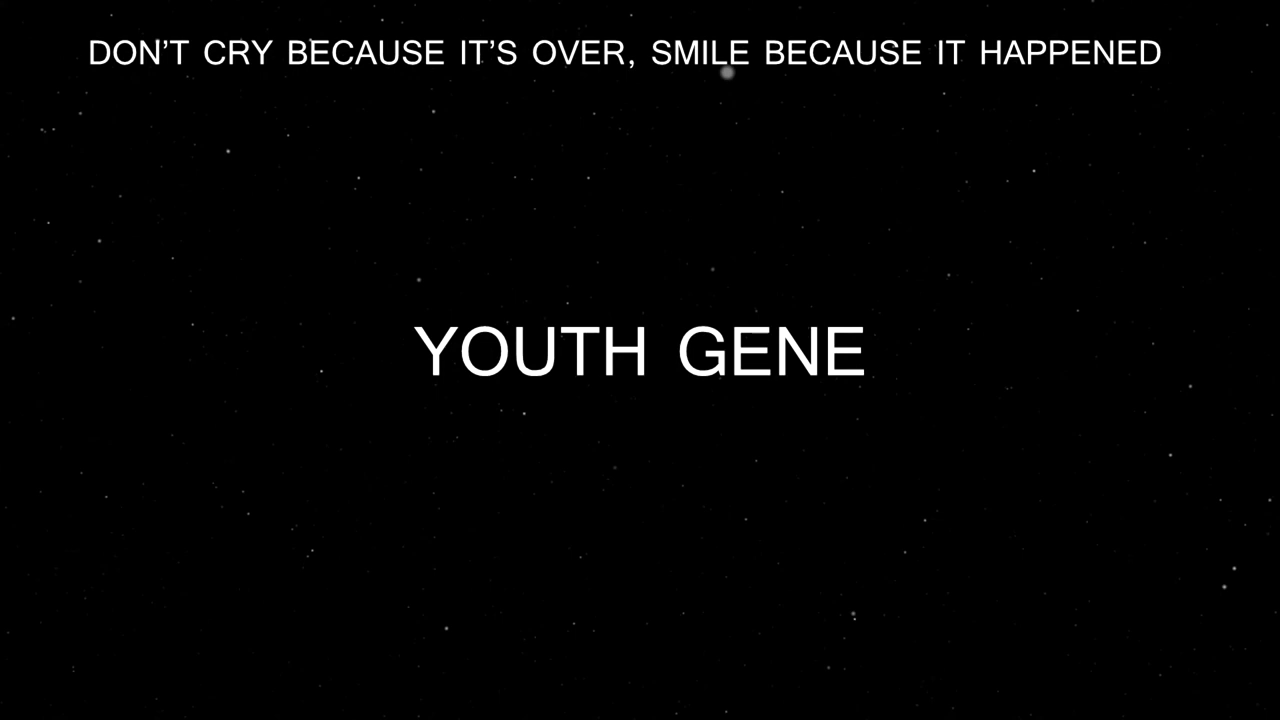 DON’T CRY BECAUSE IT’S OVER, SMILE BECAUSE IT HAPPENED
YOUTH GENE